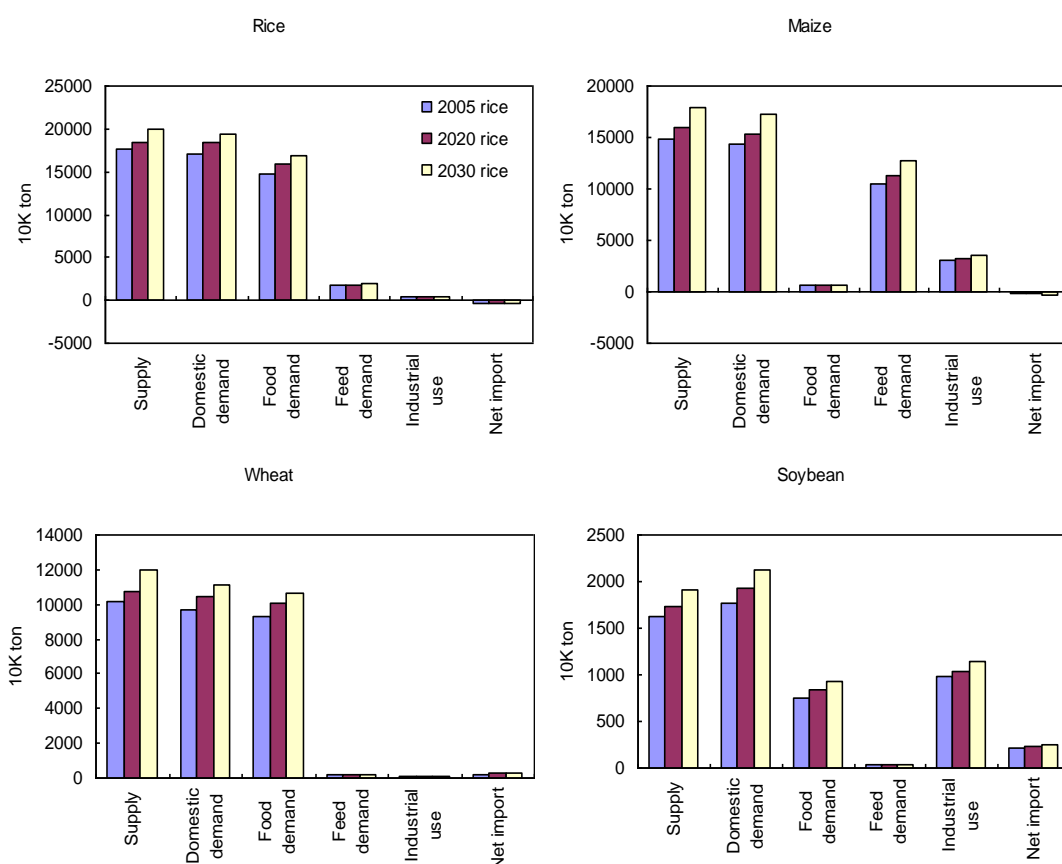 Rice
25000
20000
15000
10000
5000
0
-5000
10K ton
2005 rice
2020 rice
2030 rice
Supply
Domestic
demand
Food
demand
Feed
demand
Industrial
use
Net import
Maize
20000
15000
10000
5000
0
-5000
10K ton
Supply
Domestic
demand
Food
demand
Feed
demand
Industrial
use
Net import
Wheat
14000
12000
10000
8000
6000
4000
2000
0
10K ton
Supply
Domestic
demand
Food
demand
Feed
demand
Industrial
use
Net import
Soybean
2500
2000
1500
1000
500
0
10K ton
Supply
Domestic
demand
Food
demand
Feed
demand
Industrial
use
Net import